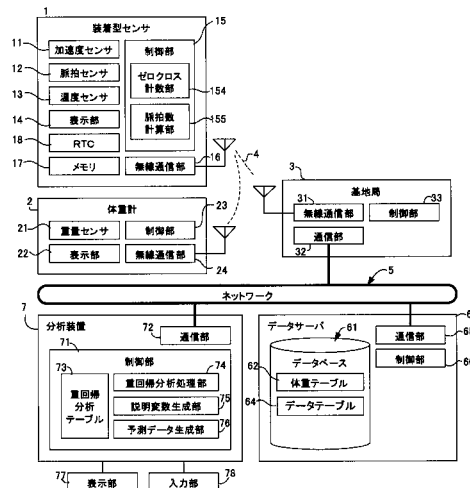 1
装着型センサ
15
11
加速度センサ
制御部
12
脈拍センサ
ゼロクロス
計数部
154
13
温度センサ
14
表示部
脈拍数
計算部
155
18
RTC
16
17
メモリ
無線通信部
4
3
基地局
31
33
無線通信部
制御部
通信部
32
2
体重計
23
21
重量センサ
制御部
22
表示部
無線通信部
24
5
ネットワーク
7
分析装置
72
通信部
71
制御部
73
重回帰
分析
テーブル
74
重回帰分析処理部
説明変数生成部
75
予測データ生成部
76
77
表示部
入力部
78
6
データサーバ
61
通信部
65
データベース
制御部
66
62
体重テーブル
64
データテーブル